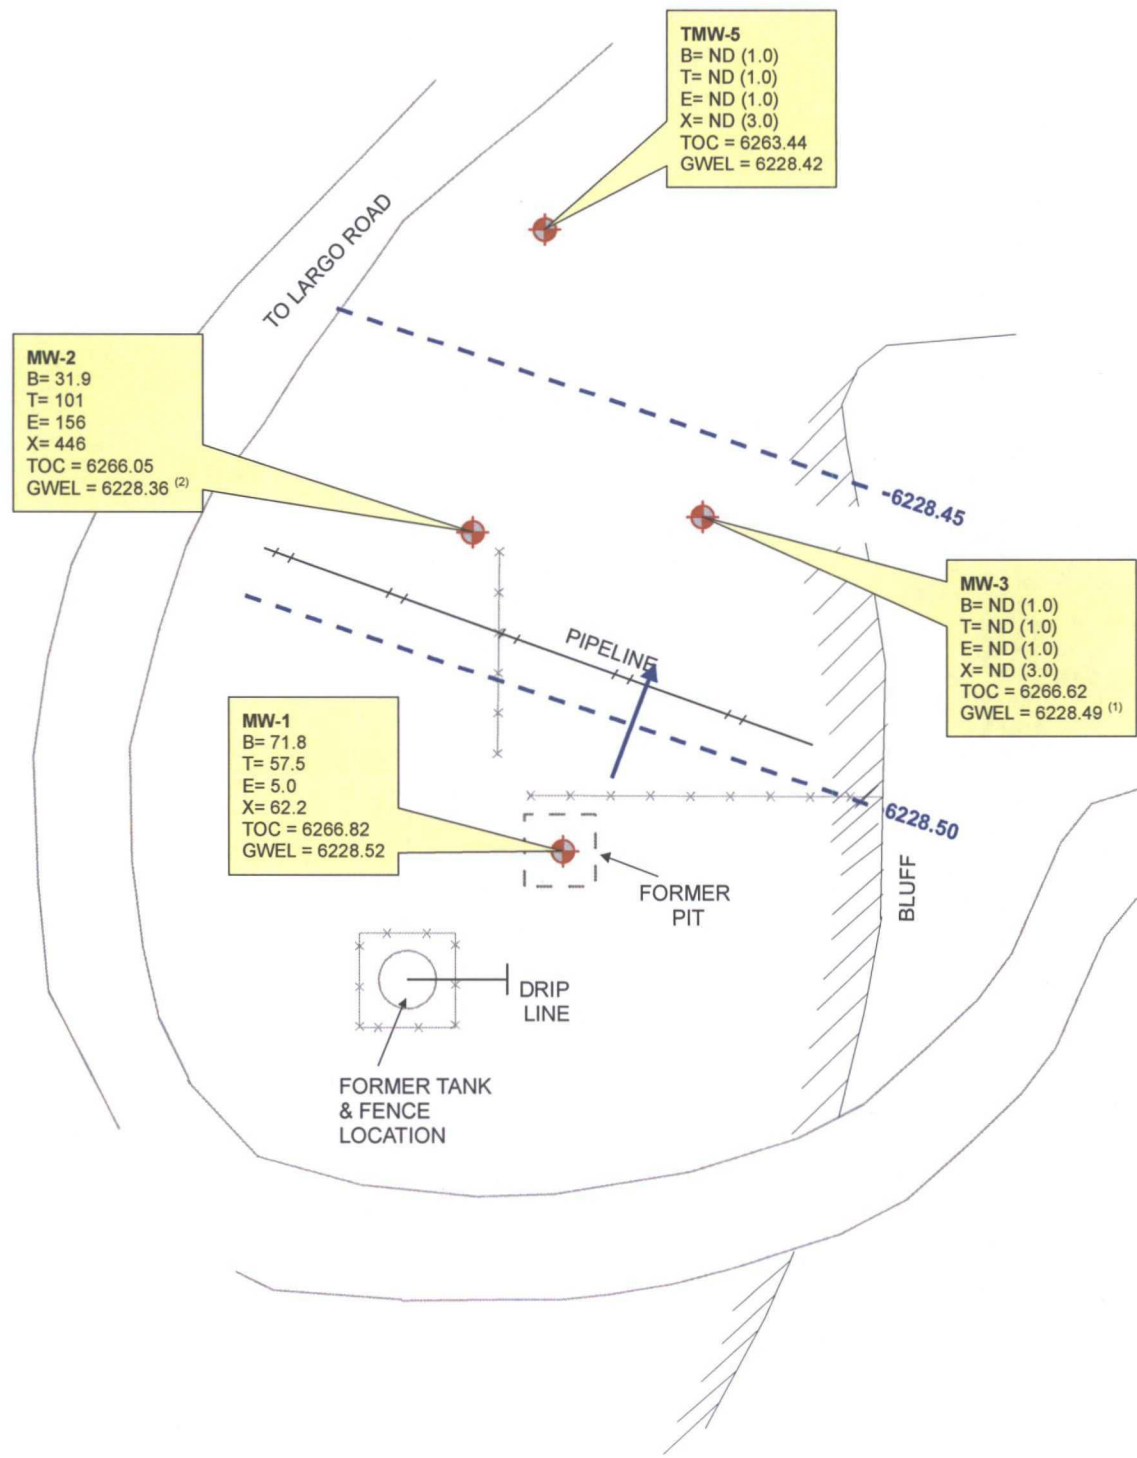 TMW-5
B= ND (1.0)
T= ND (1.0)
E= ND (1.0)
X= ND (3.0)
TOC = 6263.44
GWEL = 6228.42
TO LARGO ROAD
MW-2
B= 31.9
T= 101
E= 156
X= 446
TOC = 6266.05
GWEL = 6228.36 (2)
-6228.45
MW-3
B= ND (1.0)
T= ND (1.0)
E= ND (1.0)
X= ND (3.0)
TOC = 6266.62
GWEL = 6228.49 (1)
PIPELINE
MW-1
B= 71.8
T= 57.5
E= 5.0
X= 62.2
TOC = 6266.82
GWEL = 6228.52
6228.50
FORMER
PIT
BLUFF
DRIP
LINE
FORMER TANK
& FENCE
LOCATION